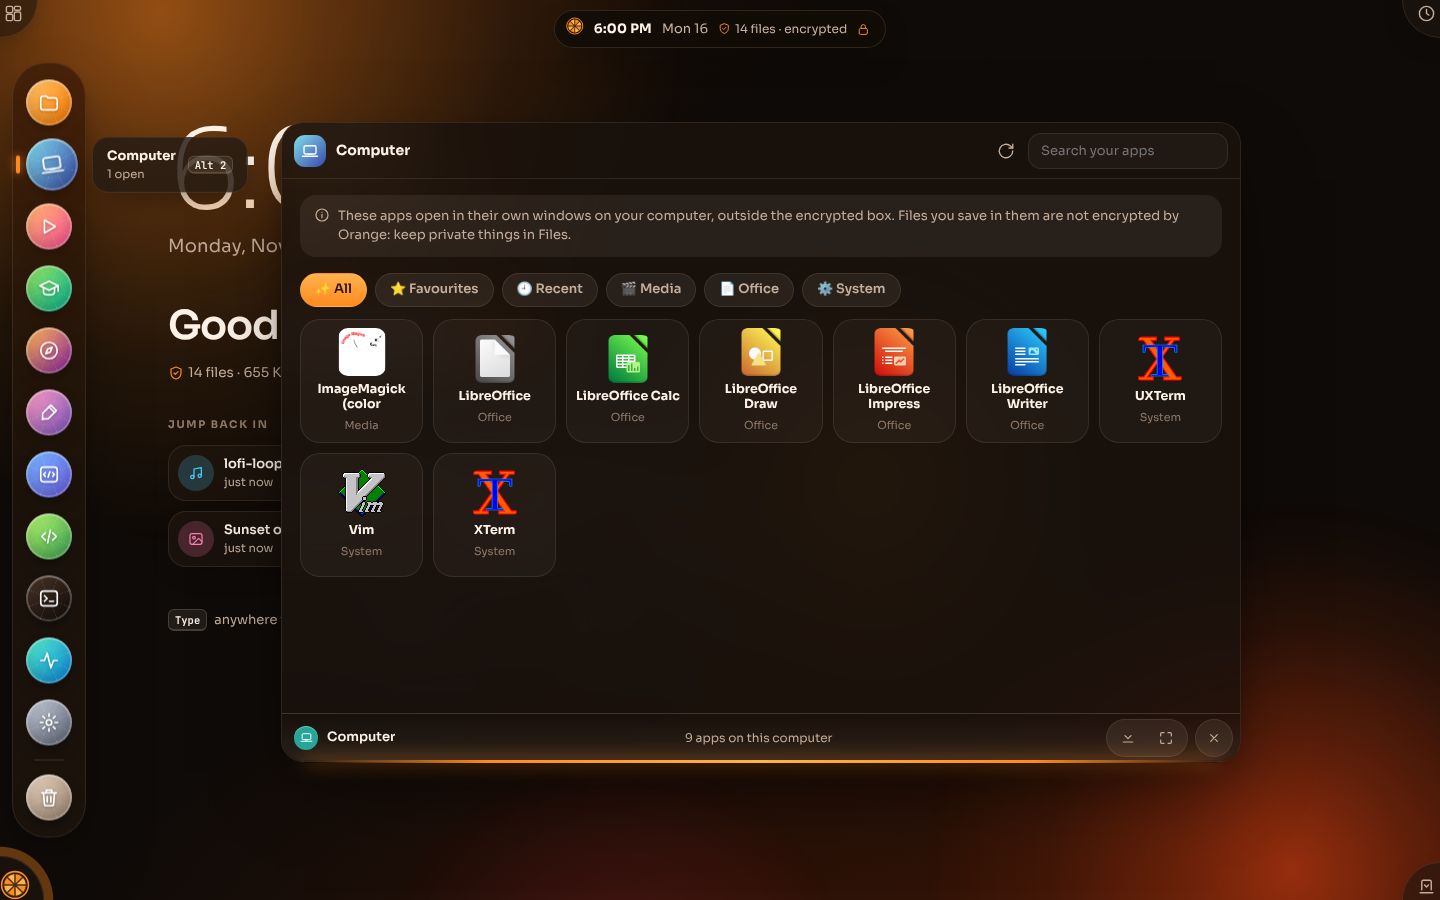 6:00 PM Mon 16 14 files · encrypted
Computer
1 open
Alt 2
6:0
Monday, Nov
Good
14 files · 655 K
JUMP BACK IN
lofi-loop
just now
Sunset o
just now
Type anywhere
Computer
Search your apps
These apps open in their own windows on your computer, outside the encrypted box. Files you save in them are not encrypted by
Orange: keep private things in Files.
All Favourites Recent Media Office System
ImageMagick
(color
Media
LibreOffice
Office
LibreOffice Calc
Office
LibreOffice
Draw
Office
LibreOffice
Impress
Office
LibreOffice
Writer
Office
UXTerm
System
Vim
Vim
System
XTerm
System
Computer
9 apps on this computer